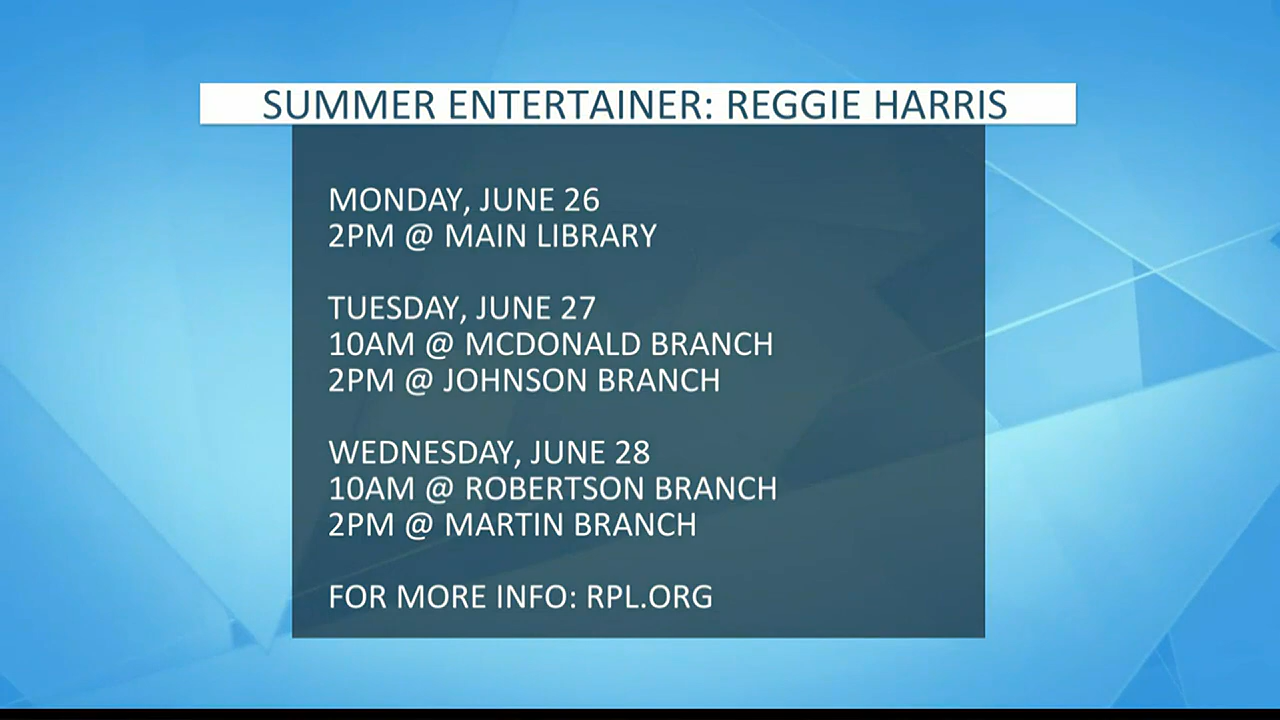 SUMMER ENTERTAINER: REGGIE HARRIS
MONDAY, JUNE 26
2PM @ MAIN LIBRARY
TUESDAY, JUNE 27
10AM @ MCDONALD BRANCH
2PM @ JOHNSON BRANCH
WEDNESDAY, JUNE 28
10AM @ ROBERTSON BRANCH
2PM @ MARTIN BRANCH
FOR MORE INFO: RPL.ORG